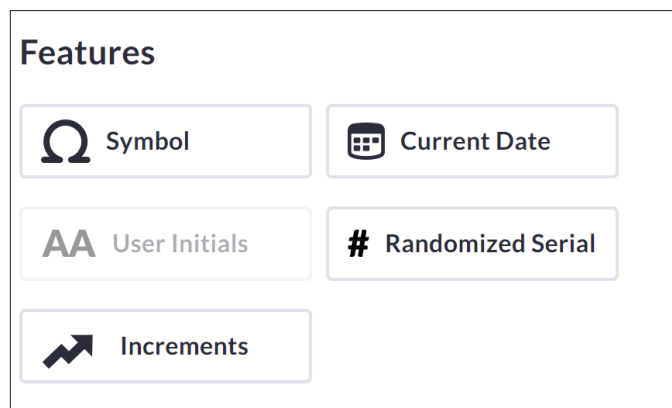 Features
Ω Symbol
Current Date
AA User Initials
# Randomized Serial
Increments